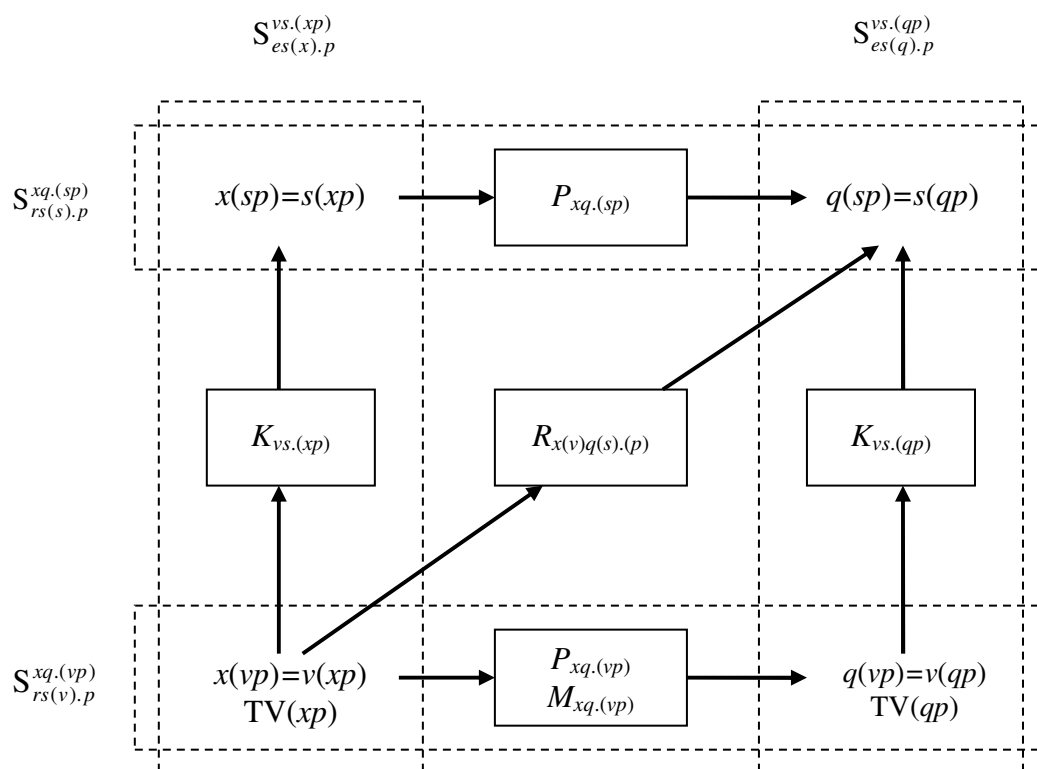 S^{vs.(xp)}_{es(x).p} S^{vs.(qp)}_{es(q).p}
S^{xq.(sp)}_{rs(s).p} x(sp)=s(xp) P_{xq.(sp)} q(sp)=s(qp)
K_{vs.(xp)} R_{x(v)q(s).(p)} K_{vs.(qp)}
S^{xq.(vp)}_{rs(v).p} x(vp)=v(xp) P_{xq.(vp)} q(vp)=v(qp)
TV(xp) M_{xq.(vp)} TV(qp)